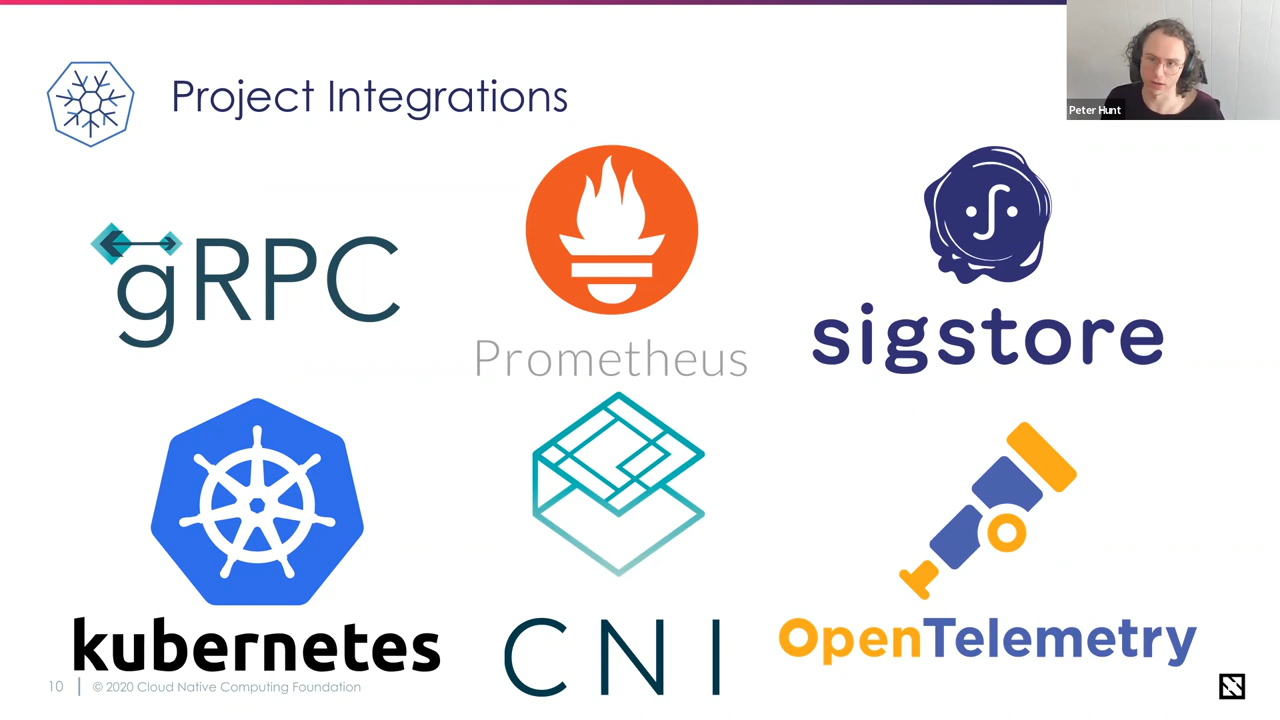 Project Integrations
Peter Hunt
gRPC
Prometheus
sigstore
kubernetes
CNI
OpenTelemetry
10 | © 2020 Cloud Native Computing Foundation